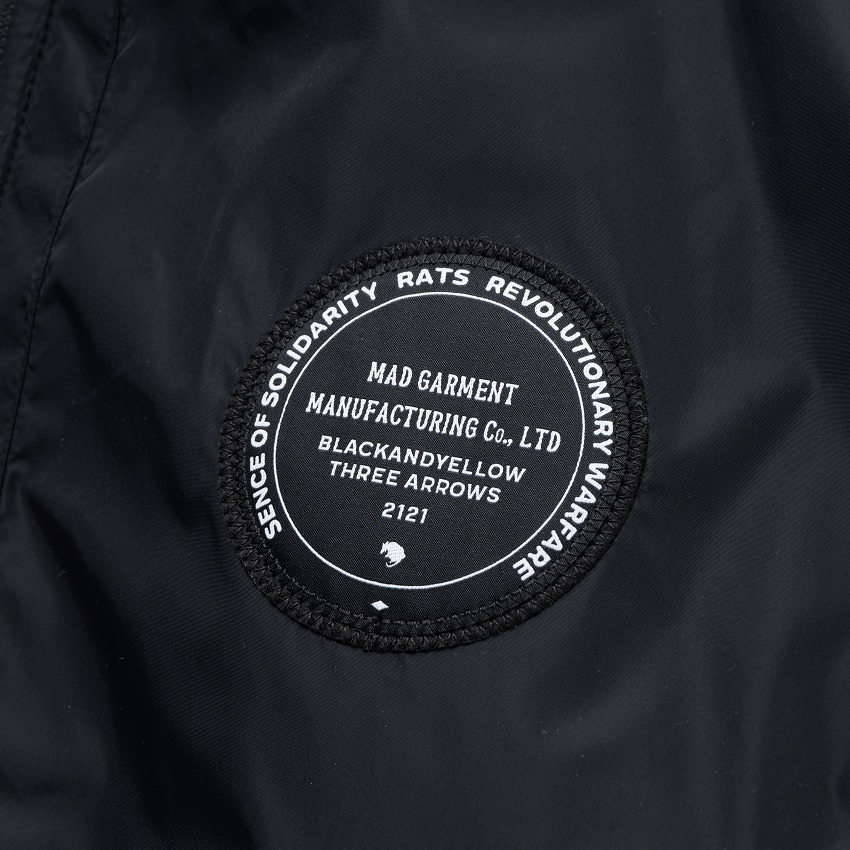 SENCE OF SOLIDARITY RATS REVOLUTIONARY WARFARE
MAD GARMENT
MANUFACTURING Co., LTD
BLACKANDYELLOW
THREE ARROWS
2121